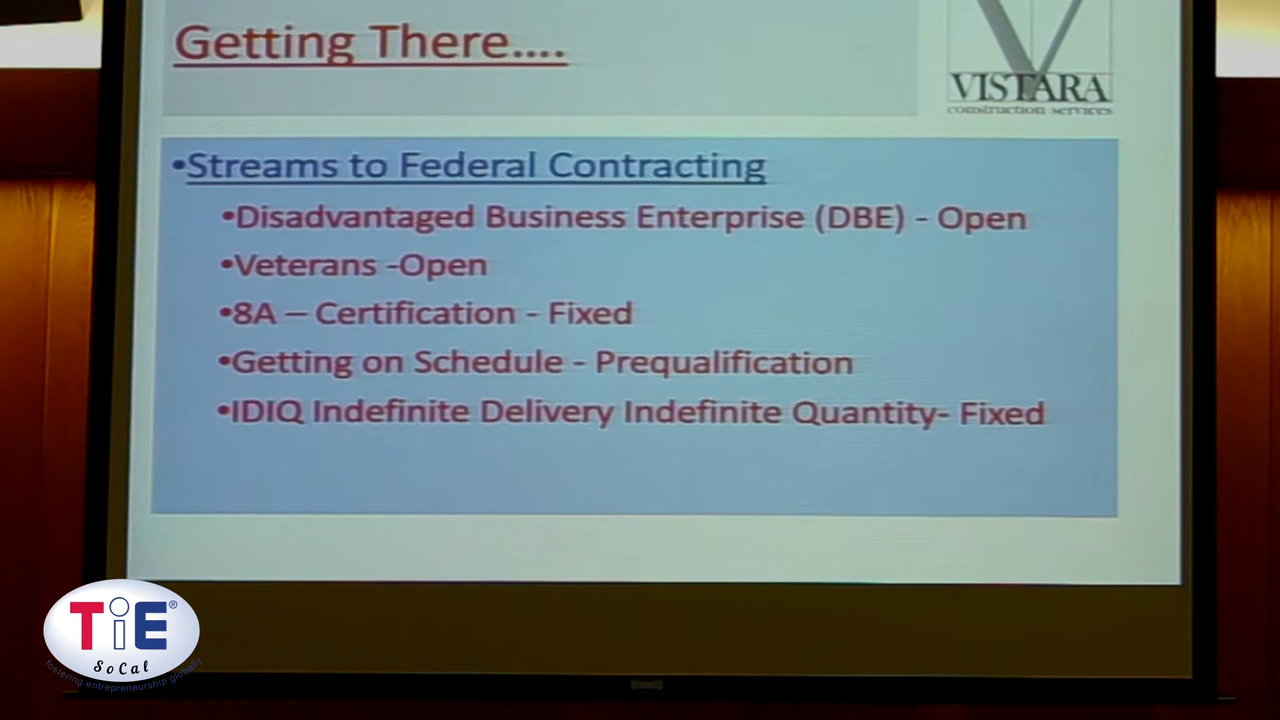 Getting There....
VISTARA
construction services
•Streams to Federal Contracting
•Disadvantaged Business Enterprise (DBE) - Open
•Veterans -Open
•8A – Certification - Fixed
•Getting on Schedule - Prequalification
•IDIQ Indefinite Delivery Indefinite Quantity- Fixed
TiE®
SoCal
fostering entrepreneurship globally